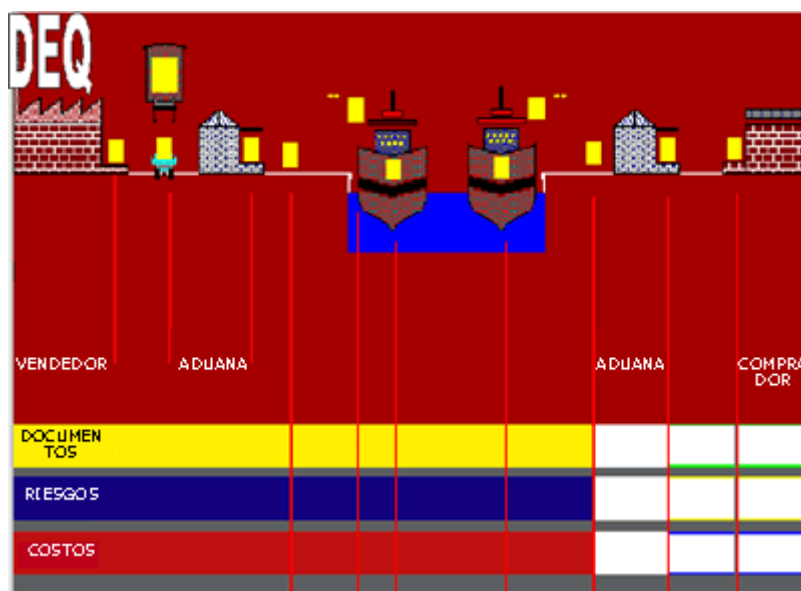 DEQ
VENDEDOR
ADUANA
ADUANA
COMPRA
DOR
DOCUMEN
TOS
RIESGOS
COSTOS